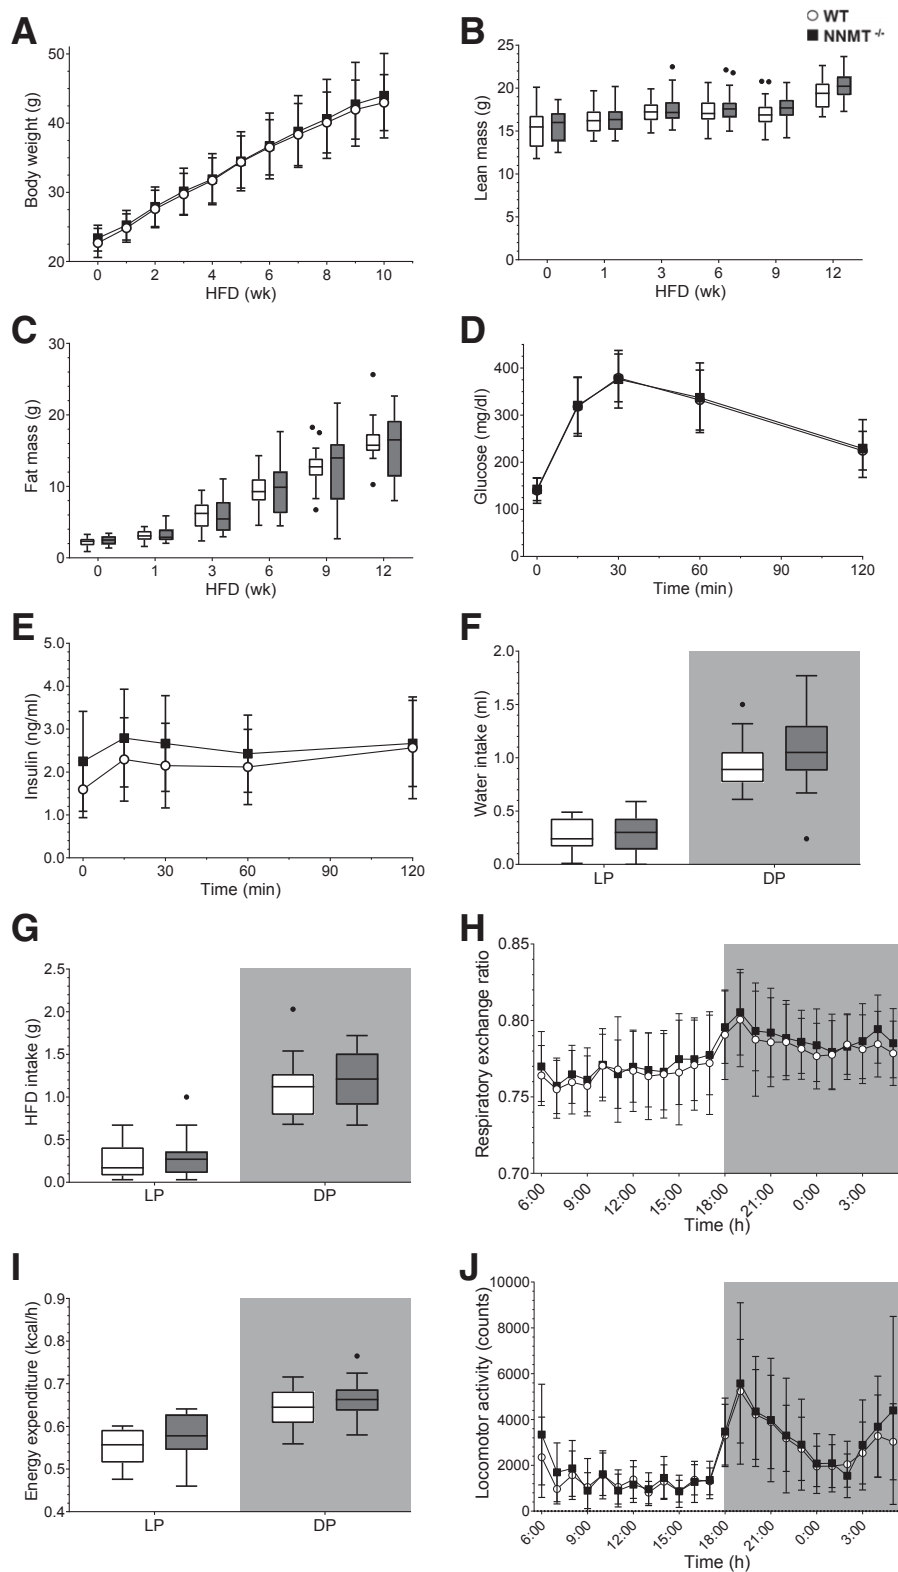 WT
NNMT -/-
A
Body weight (g)
50
40
30
20
0 2 4 6 8 10
HFD (wk)
B
Lean mass (g)
25
20
15
10
5
0
0 1 3 6 9 12
HFD (wk)
C
Fat mass (g)
30
20
10
0
0 1 3 6 9 12
HFD (wk)
D
Glucose (mg/dl)
400
300
200
100
0
0 30 60 90 120
Time (min)
E
Insulin (ng/ml)
5.0
4.0
3.0
2.0
1.0
0.0
0 30 60 90 120
Time (min)
F
Water intake (ml)
2.0
1.5
1.0
0.5
0.0
LP DP
G
HFD intake (g)
2.5
2.0
1.5
1.0
0.5
0.0
LP DP
H
Respiratory exchange ratio
0.85
0.80
0.75
0.70
6:00 9:00 12:00 15:00 18:00 21:00 0:00 3:00
Time (h)
I
Energy expenditure (kcal/h)
0.9
0.8
0.7
0.6
0.5
0.4
LP DP
J
Locomotor activity (counts)
10000
8000
6000
4000
2000
0
6:00 9:00 12:00 15:00 18:00 21:00 0:00 3:00
Time (h)